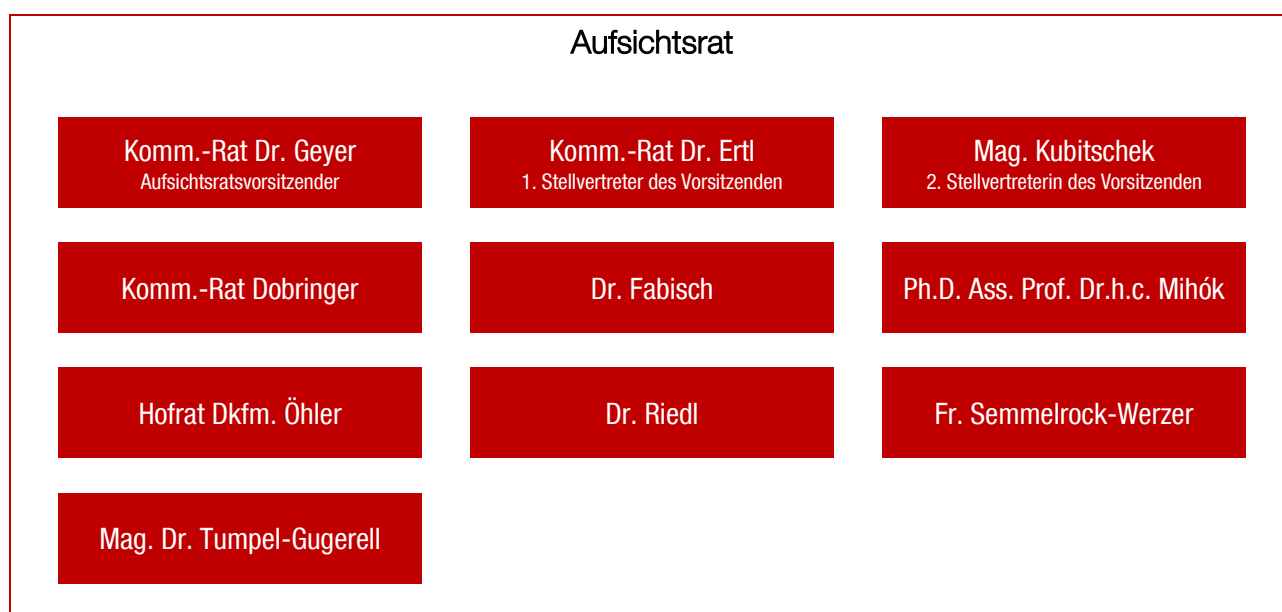 Aufsichtsrat
Komm.-Rat Dr. Geyer
Aufsichtsratsvorsitzender
Komm.-Rat Dr. Ertl
1. Stellvertreter des Vorsitzenden
Mag. Kubitschek
2. Stellvertreterin des Vorsitzenden
Komm.-Rat Dobringer
Dr. Fabisch
Ph.D. Ass. Prof. Dr.h.c. Mihók
Hofrat Dkfm. Öhler
Dr. Riedl
Fr. Semmelrock-Werzer
Mag. Dr. Tumpel-Gugerell